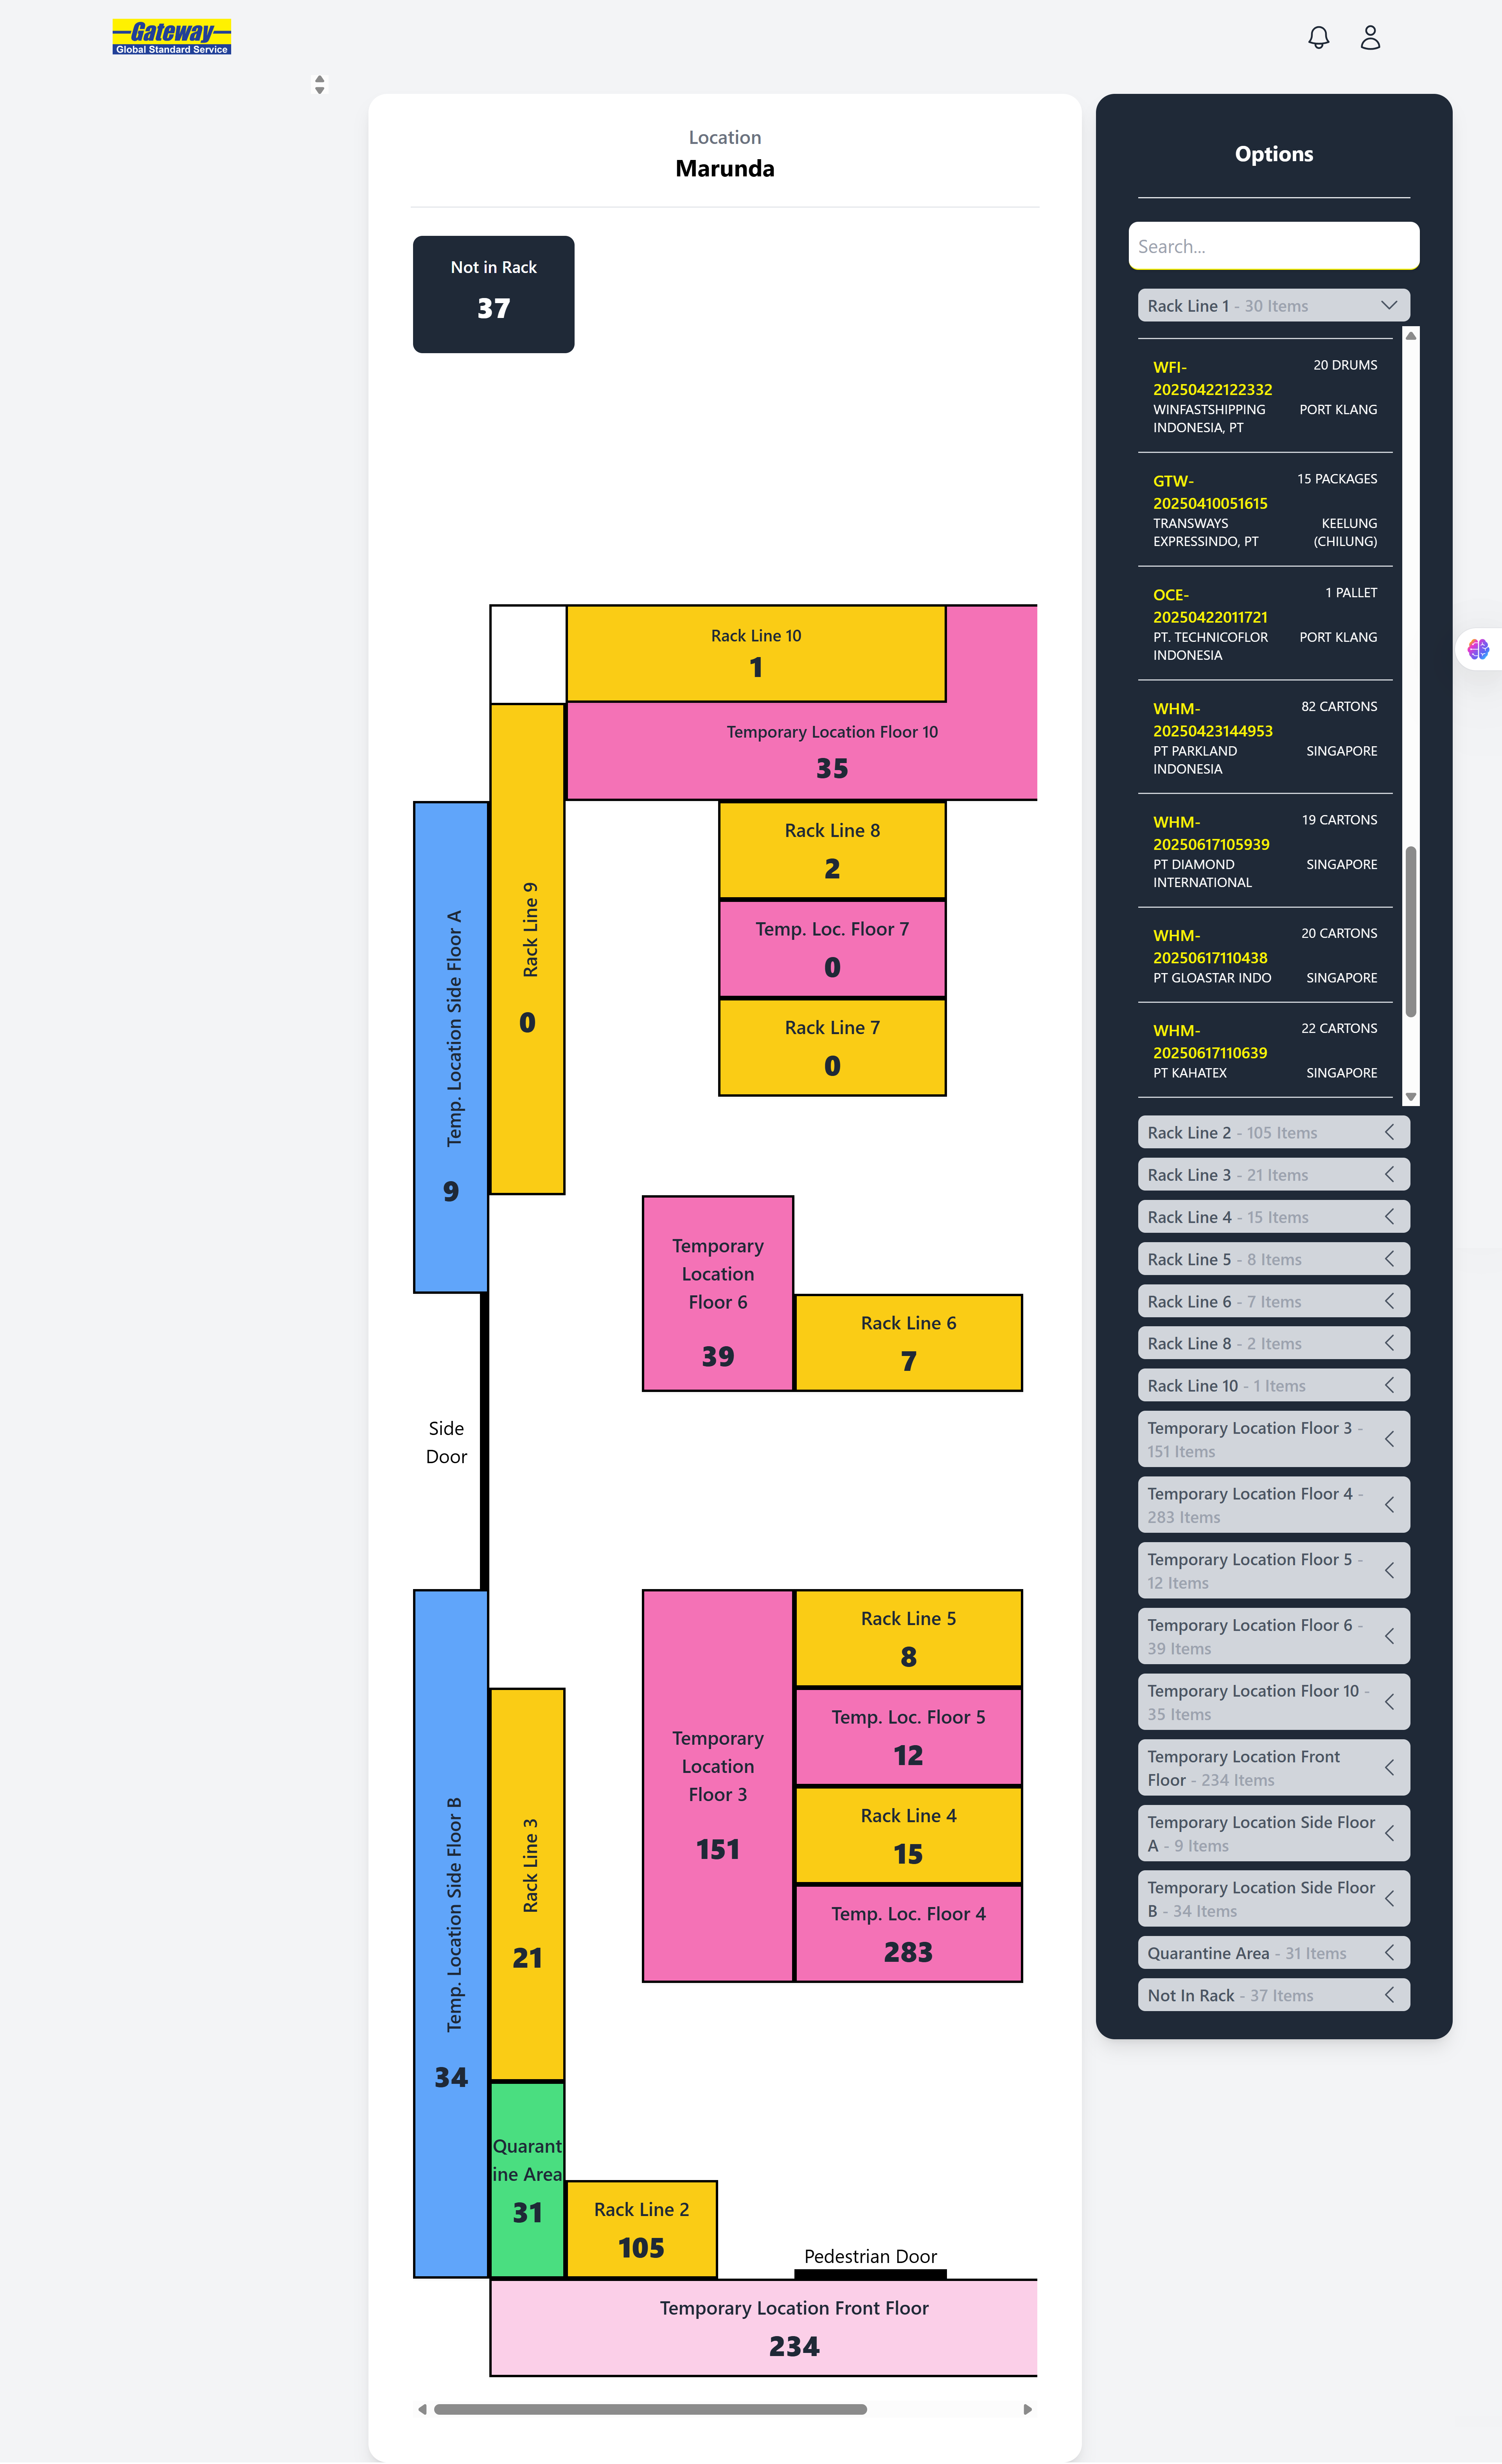 Gateway
Global Standard Service
Location
Marunda
Not in Rack
37
Rack Line 10
1
Temporary Location Floor 10
35
Rack Line 8
2
Temp. Loc. Floor 7
0
Rack Line 7
0
Rack Line 9
0
Temp. Location Side Floor A
9
Temporary
Location
Floor 6
39
Rack Line 6
7
Side
Door
Rack Line 5
8
Temp. Loc. Floor 5
12
Temporary
Location
Floor 3
151
Rack Line 4
15
Temp. Loc. Floor 4
283
Rack Line 3
21
Temp. Location Side Floor B
34
Quarant
ine Area
31
Rack Line 2
105
Pedestrian Door
Temporary Location Front Floor
234
Options
Search...
Rack Line 1 - 30 Items
WFI-
20250422122332
20 DRUMS
WINFASTSHIPPING
INDONESIA, PT
PORT KLANG
GTW-
20250410051615
15 PACKAGES
TRANSWAYS
EXPRESSINDO, PT
KEELUNG
(CHILUNG)
OCE-
20250422011721
1 PALLET
PT. TECHNICOFLOR
INDONESIA
PORT KLANG
WHM-
20250423144953
82 CARTONS
PT PARKLAND
INDONESIA
SINGAPORE
WHM-
20250617105939
19 CARTONS
PT DIAMOND
INTERNATIONAL
SINGAPORE
WHM-
20250617110438
20 CARTONS
PT GLOASTAR INDO
SINGAPORE
WHM-
20250617110639
22 CARTONS
PT KAHATEX
SINGAPORE
Rack Line 2 - 105 Items
Rack Line 3 - 21 Items
Rack Line 4 - 15 Items
Rack Line 5 - 8 Items
Rack Line 6 - 7 Items
Rack Line 8 - 2 Items
Rack Line 10 - 1 Items
Temporary Location Floor 3 -
151 Items
Temporary Location Floor 4 -
283 Items
Temporary Location Floor 5 -
12 Items
Temporary Location Floor 6 -
39 Items
Temporary Location Floor 10 -
35 Items
Temporary Location Front
Floor - 234 Items
Temporary Location Side Floor
A - 9 Items
Temporary Location Side Floor
B - 34 Items
Quarantine Area - 31 Items
Not In Rack - 37 Items